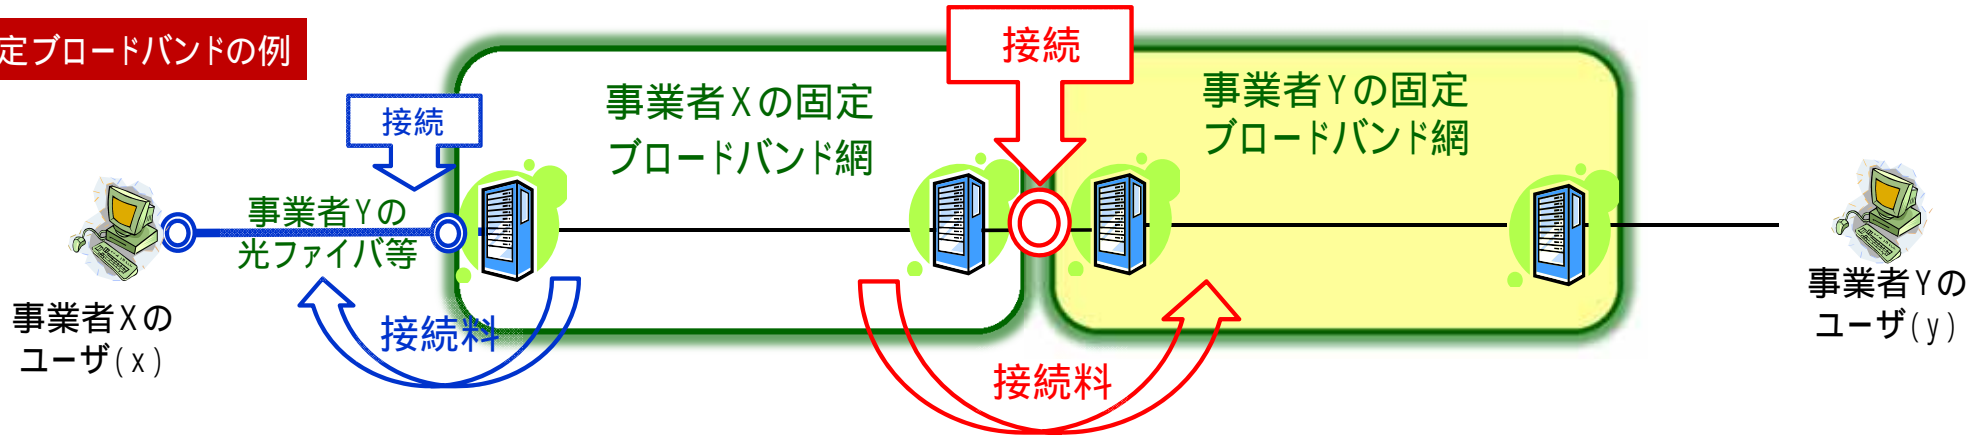 定ブロードバンドの例
接続
接続
事業者Xの固定
ブロードバンド網
事業者Yの固定
ブロードバンド網
事業者Yの
光ファイバ等
事業者Xの
ユーザ(x)
接続料
接続料
事業者Yの
ユーザ(y)